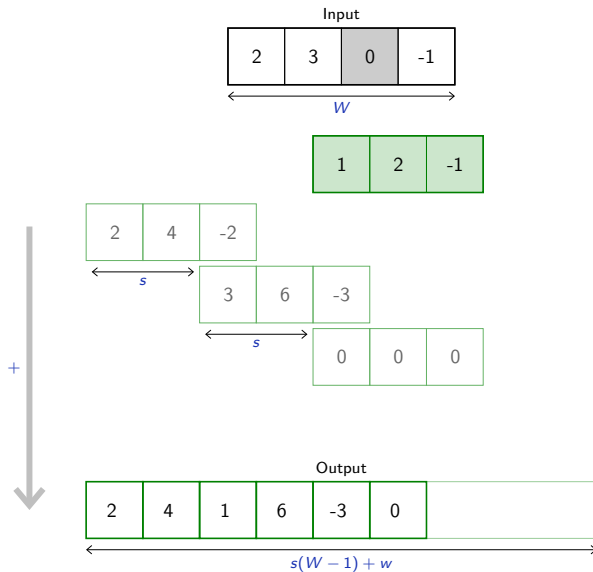 Input
2 3 0 -1
W
1 2 -1
2 4 -2
s
3 6 -3
s
0 0 0
+
Output
2 4 1 6 -3 0
s(W − 1) + w